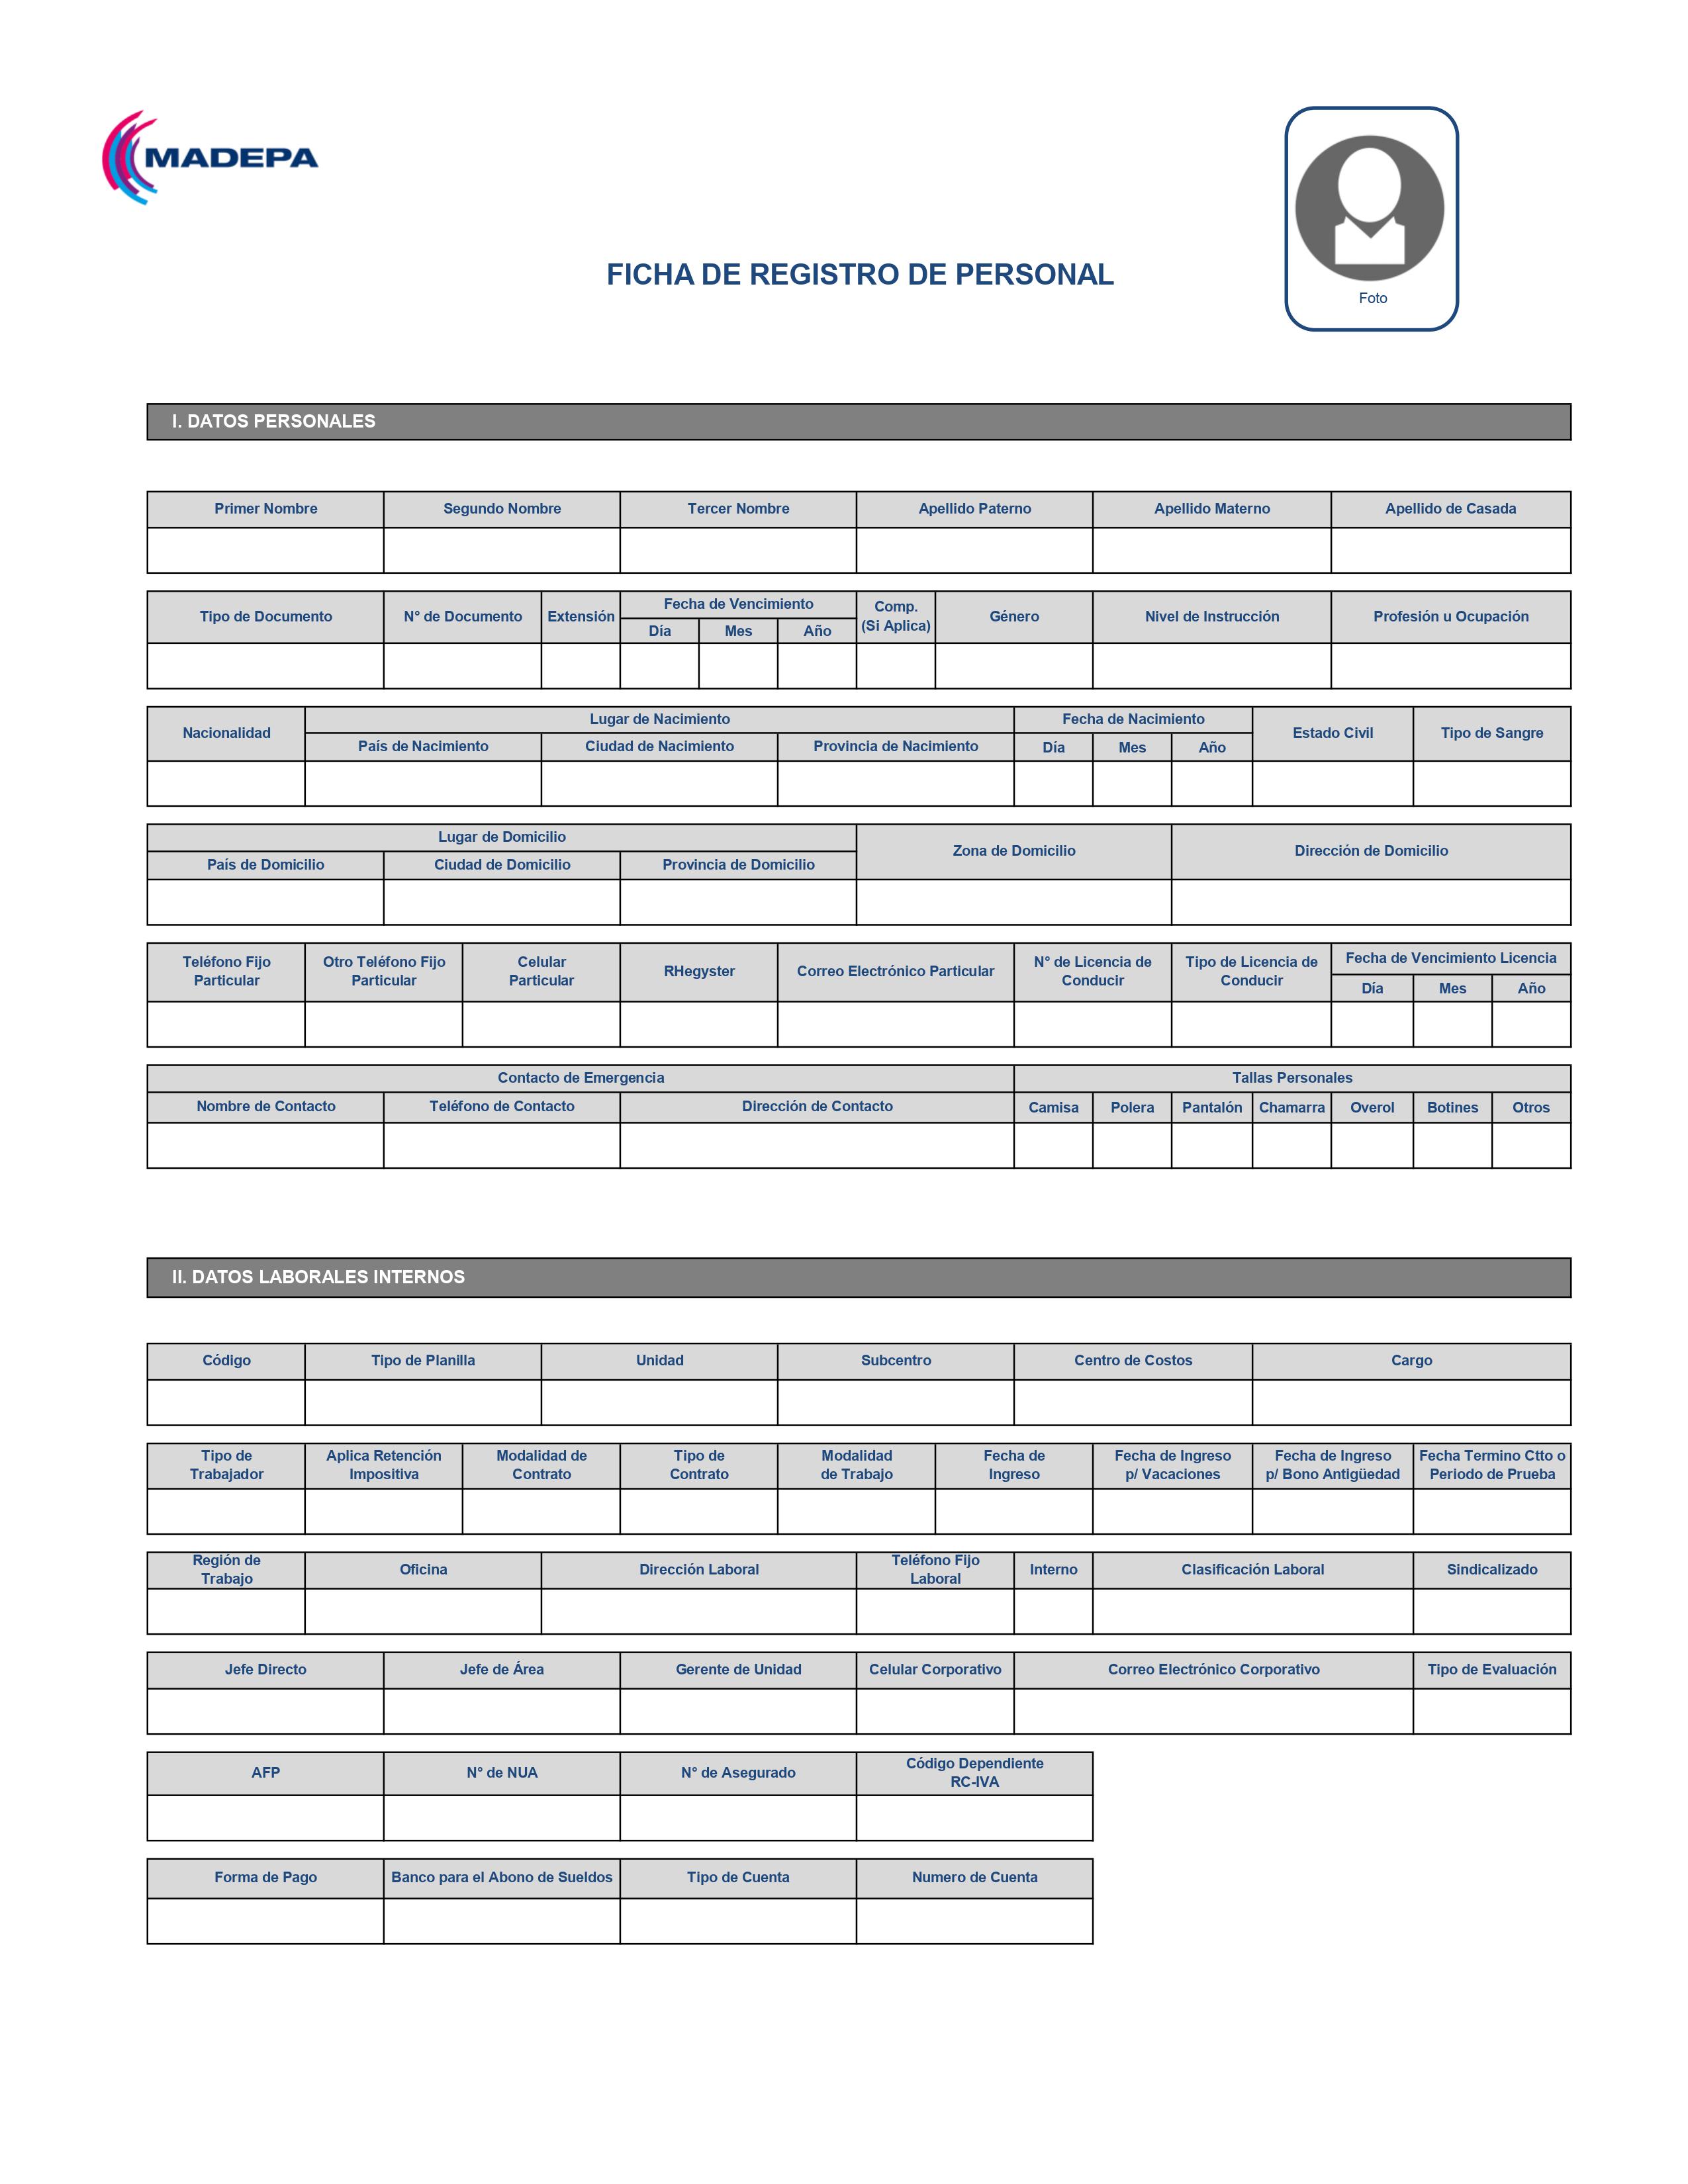 MADEPA
Foto
FICHA DE REGISTRO DE PERSONAL
I. DATOS PERSONALES
Primer Nombre Segundo Nombre Tercer Nombre Apellido Paterno Apellido Materno Apellido de Casada
Tipo de Documento N° de Documento Extensión Fecha de Vencimiento Comp. (Si Aplica) Género Nivel de Instrucción Profesión u Ocupación
Día Mes Año
Nacionalidad Lugar de Nacimiento Fecha de Nacimiento Estado Civil Tipo de Sangre
País de Nacimiento Ciudad de Nacimiento Provincia de Nacimiento Día Mes Año
Lugar de Domicilio Zona de Domicilio Dirección de Domicilio
País de Domicilio Ciudad de Domicilio Provincia de Domicilio
Teléfono Fijo Particular Otro Teléfono Fijo Particular Celular Particular RHegyster Correo Electrónico Particular N° de Licencia de Conducir Tipo de Licencia de Conducir Fecha de Vencimiento Licencia
Día Mes Año
Contacto de Emergencia Tallas Personales
Nombre de Contacto Teléfono de Contacto Dirección de Contacto Camisa Polera Pantalón Chamarra Overol Botines Otros
II. DATOS LABORALES INTERNOS
Código Tipo de Planilla Unidad Subcentro Centro de Costos Cargo
Tipo de Trabajador Aplica Retención Impositiva Modalidad de Contrato Tipo de Contrato Modalidad de Trabajo Fecha de Ingreso Fecha de Ingreso p/ Vacaciones Fecha de Ingreso p/ Bono Antigüedad Fecha Termino Ctto o Periodo de Prueba
Región de Trabajo Oficina Dirección Laboral Teléfono Fijo Laboral Interno Clasificación Laboral Sindicalizado
Jefe Directo Jefe de Área Gerente de Unidad Celular Corporativo Correo Electrónico Corporativo Tipo de Evaluación
AFP N° de NUA N° de Asegurado Código Dependiente RC-IVA
Forma de Pago Banco para el Abono de Sueldos Tipo de Cuenta Numero de Cuenta